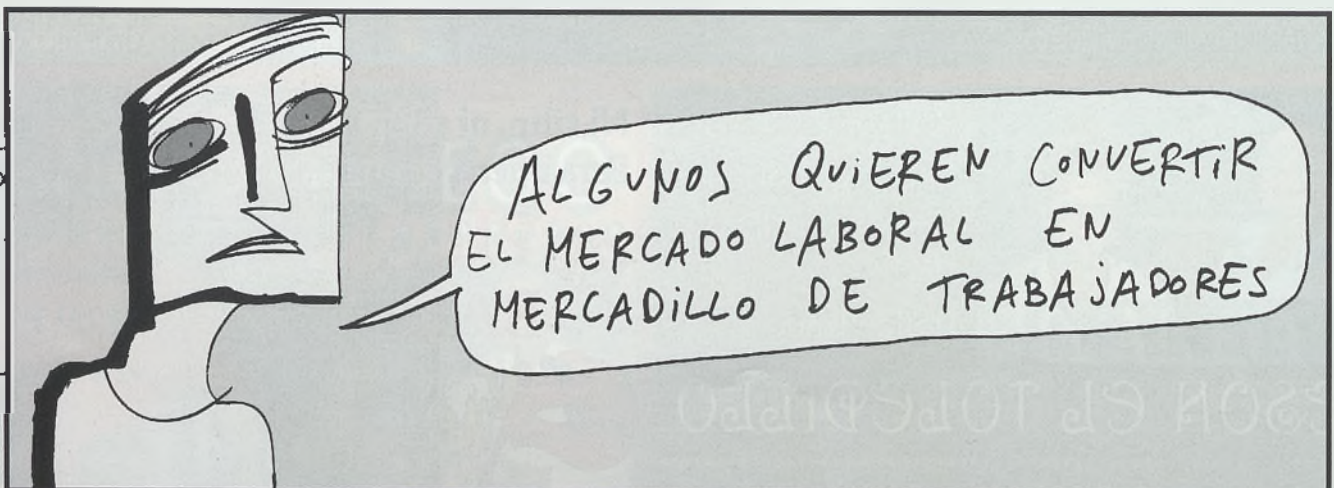 ALGUNOS QUIEREN CONVERTIR
EL MERCADO LABORAL EN
MERCADILLO DE TRABAJADORES